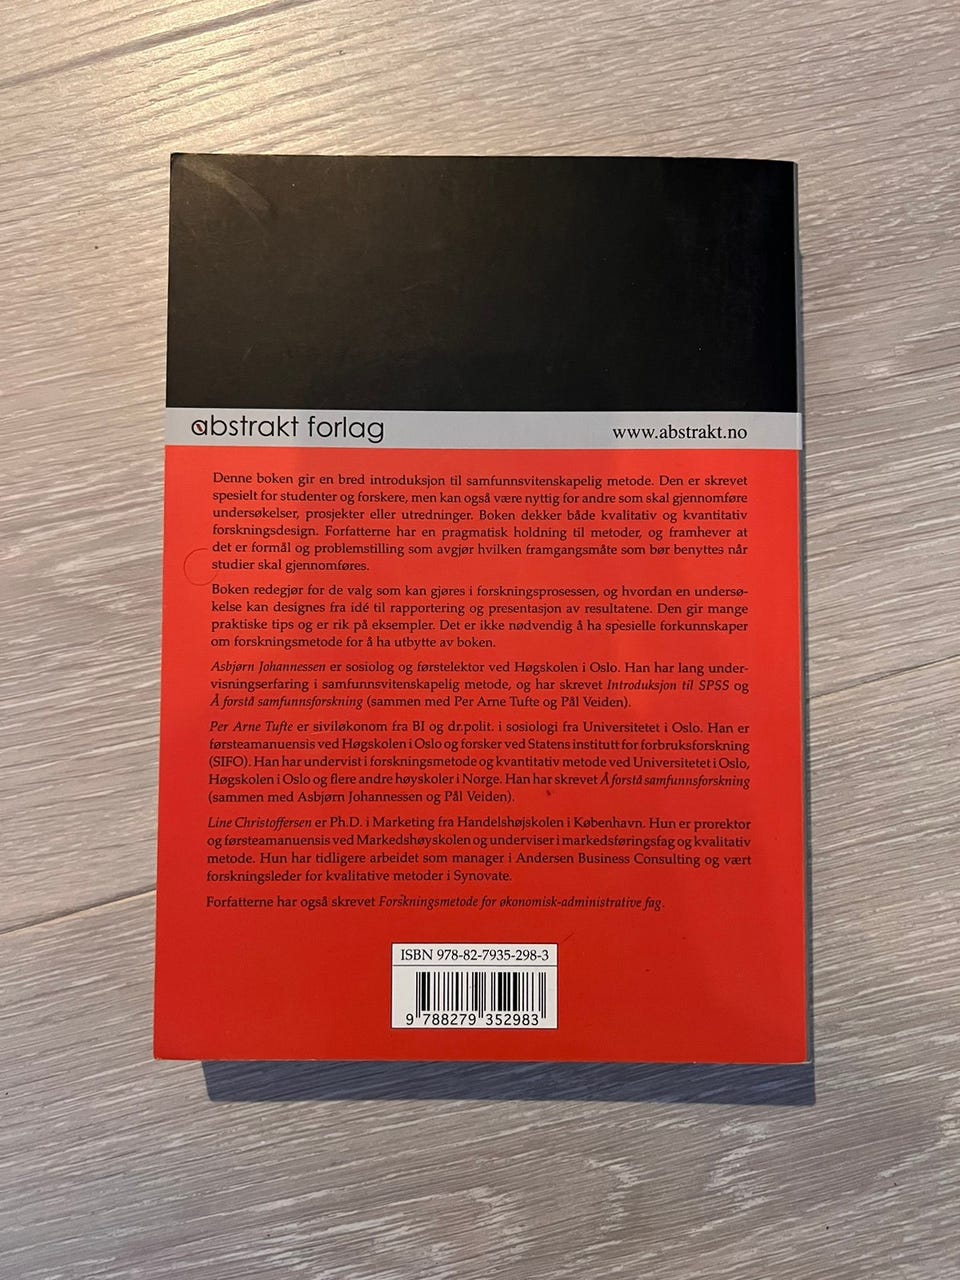 abstrakt forlag
www.abstrakt.no
Denne boken gir en bred introduksjon til samfunnsvitenskapelig metode. Den er skrevet
spesielt for studenter og forskere, men kan også være nyttig for andre som skal gjennomføre
undersøkelser, prosjekter eller utredninger. Boken dekker både kvalitativ og kvantitativ
forskningsdesign. Forfatterne har en pragmatisk holdning til metoder, og framhever at
det er formål og problemstilling som avgjør hvilken framgangsmåte som bør benyttes når
studier skal gjennomføres.
Boken redegjør for de valg som kan gjøres i forskningsprosessen, og hvordan en undersø-
kelse kan designes fra idé til rapportering og presentasjon av resultatene. Den gir mange
praktiske tips og er rik på eksempler. Det er ikke nødvendig å ha spesielle forkunnskaper
om forskningsmetode for å ha utbytte av boken.
Asbjørn Johannessen er sosiolog og førstelektor ved Høgskolen i Oslo. Han har lang under-
visningserfaring i samfunnsvitenskapelig metode, og har skrevet Introduksjon til SPSS og
Å forstå samfunnsforskning (sammen med Per Arne Tufte og Pål Veiden).
Per Arne Tufte er siviløkonom fra BI og dr.polit. i sosiologi fra Universitetet i Oslo. Han er
førsteamanuensis ved Høgskolen i Oslo og forsker ved Statens institutt for forbruksforskning
(SIFO). Han har undervist i forskningsmetode og kvantitativ metode ved Universitetet i Oslo,
Høgskolen i Oslo og flere andre høyskoler i Norge. Han har skrevet Å forstå samfunnsforskning
(sammen med Asbjørn Johannessen og Pål Veiden).
Line Christoffersen er Ph.D. i Marketing fra Handelshøjskolen i København. Hun er prorektor
og førsteamanuensis ved Markedshøyskolen og underviser i markedsføringsfag og kvalitativ
metode. Hun har tidligere arbeidet som manager i Andersen Business Consulting og vært
forskningsleder for kvalitative metoder i Synovate.
Forfatterne har også skrevet Forskningsmetode for økonomisk-administrative fag.
ISBN 978-82-7935-298-3
9 788279 352983